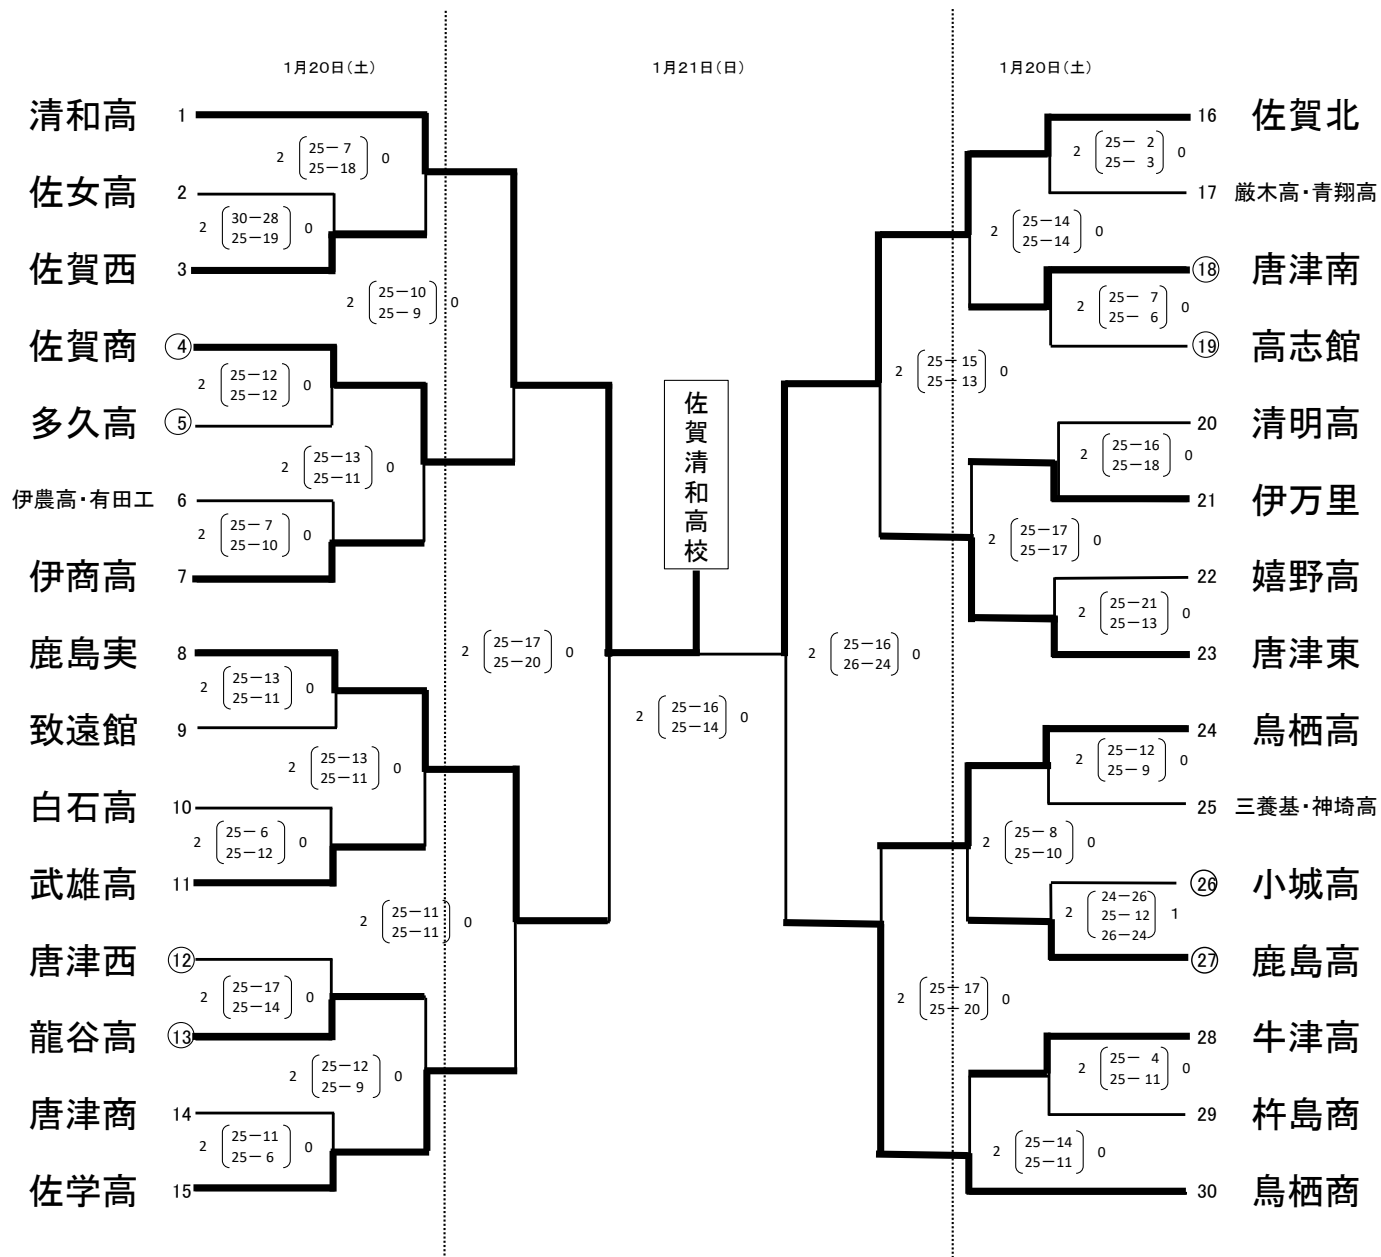 1月20日(土)
1月21日(日)
1月20日(土)
清和高 1
2 25－7 0
25－18
佐女高 2
2 30－28 0
25－19
佐賀西 3
2 25－10 0
25－9
佐賀商 ④
2 25－12 0
25－12
多久高 ⑤
2 25－13 0
25－11
伊農高・有田工 6
2 25－7 0
25－10
伊商高 7
2 25－17 0
25－20
鹿島実 8
2 25－13 0
25－11
致遠館 9
2 25－13 0
25－11
白石高 10
2 25－6 0
25－12
武雄高 11
2 25－11 0
25－11
唐津西 ⑫
2 25－17 0
25－14
龍谷高 ⑬
2 25－12 0
25－9
唐津商 14
2 25－11 0
25－6
佐学高 15
佐賀清和高校
2 25－16 0
25－14
16 佐賀北
2 25－2 0
25－3
17 厳木高・青翔高
2 25－14 0
25－14
⑱ 唐津南
2 25－7 0
25－6
⑲ 高志館
2 25－15 0
25－13
20 清明高
2 25－16 0
25－18
21 伊万里
2 25－17 0
25－17
22 嬉野高
2 25－21 0
25－13
23 唐津東
2 25－16 0
26－24
24 鳥栖高
2 25－12 0
25－9
25 三養基・神埼高
2 25－8 0
25－10
㉖ 小城高
2 24－26 1
25－12
26－24
㉗ 鹿島高
2 25－17 0
25－20
28 牛津高
2 25－4 0
25－11
29 杵島商
2 25－14 0
25－11
30 鳥栖商